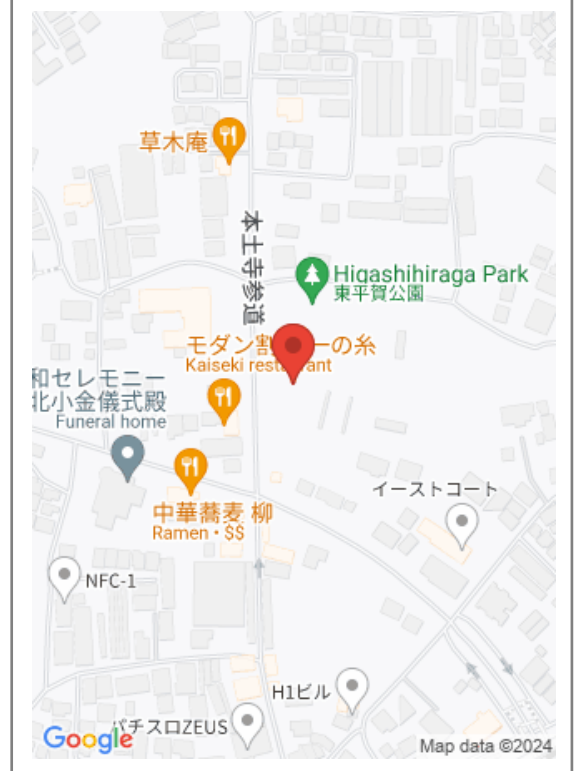 草木庵
本土寺参道
Higashihiraga Park
東平賀公園
モダン割 一の糸
Kaiseki restaurant
和セレモニー
北小金儀式殿
Funeral home
イーストコート
中華蕎麦 柳
Ramen・$$
NFC-1
H1ビル
パチスロZEUS
Google
Map data ©2024